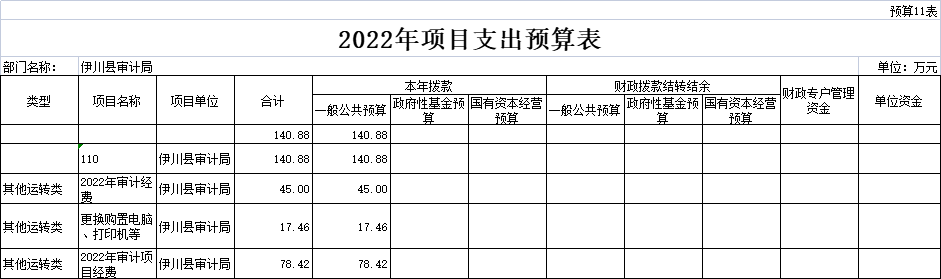 预算11表
2022年项目支出预算表
部门名称： 伊川县审计局 单位：万元
类型 项目名称 项目单位 合计 本年拨款 财政拨款结转结余 财政专户管理资金 单位资金
一般公共预算 政府性基金预算 国有资本经营预算 一般公共预算 政府性基金预算 国有资本经营预算
140.88 140.88
110 伊川县审计局 140.88 140.88
其他运转类 2022年审计经费 伊川县审计局 45.00 45.00
其他运转类 更换购置电脑、打印机等 伊川县审计局 17.46 17.46
其他运转类 2022年审计项目经费 伊川县审计局 78.42 78.42